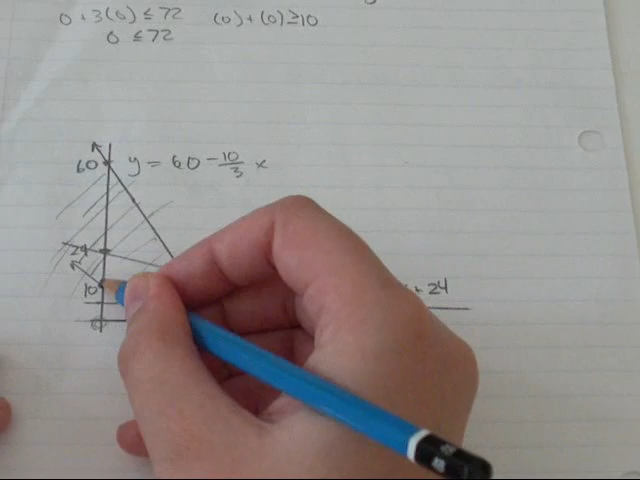 0 + 3(0) ≤ 72 (0) + (0) ≥ 10
0 ≤ 72
60 y = 60 - 10/3 x
24
10
+ 24
0